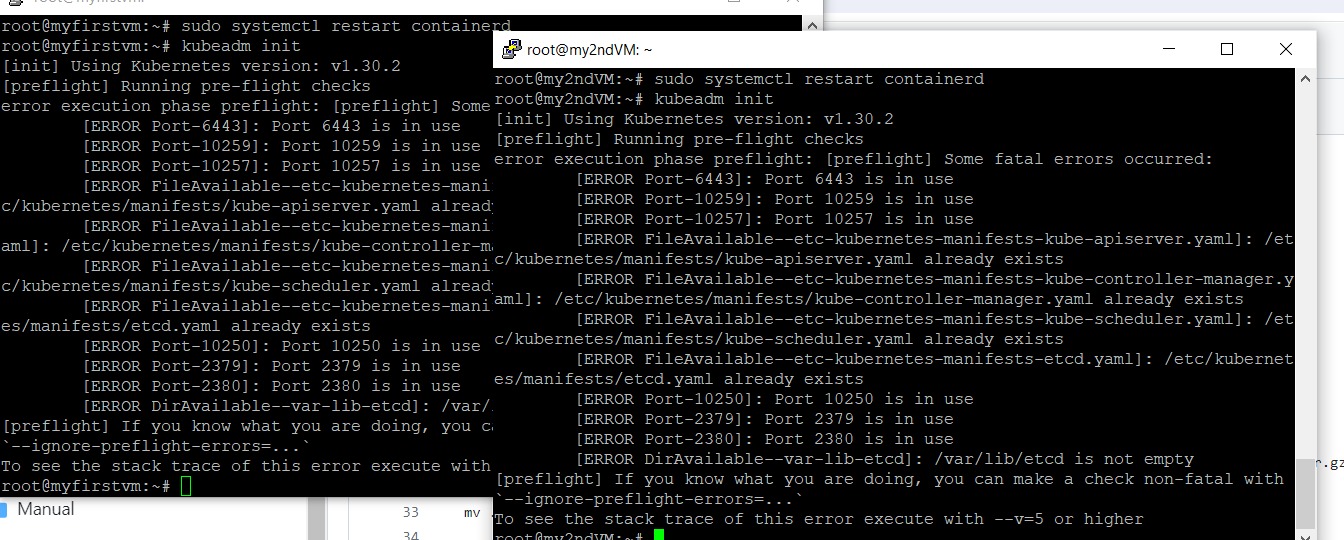 root@myfirstvm:~# sudo systemctl restart containerd
root@myfirstvm:~# kubeadm init
[init] Using Kubernetes version: v1.30.2
[preflight] Running pre-flight checks
error execution phase preflight: [preflight] Some
[ERROR Port-6443]: Port 6443 is in use
[ERROR Port-10259]: Port 10259 is in use
[ERROR Port-10257]: Port 10257 is in use
[ERROR FileAvailable--etc-kubernetes-mani
c/kubernetes/manifests/kube-apiserver.yaml already
[ERROR FileAvailable--etc-kubernetes-mani
aml]: /etc/kubernetes/manifests/kube-controller-m
[ERROR FileAvailable--etc-kubernetes-mani
c/kubernetes/manifests/kube-scheduler.yaml already
[ERROR FileAvailable--etc-kubernetes-mani
es/manifests/etcd.yaml already exists
[ERROR Port-10250]: Port 10250 is in use
[ERROR Port-2379]: Port 2379 is in use
[ERROR Port-2380]: Port 2380 is in use
[ERROR DirAvailable--var-lib-etcd]: /var/
[preflight] If you know what you are doing, you c
`--ignore-preflight-errors=...`
To see the stack trace of this error execute with
root@myfirstvm:~#
root@my2ndVM: ~
root@my2ndVM:~# sudo systemctl restart containerd
root@my2ndVM:~# kubeadm init
[init] Using Kubernetes version: v1.30.2
[preflight] Running pre-flight checks
error execution phase preflight: [preflight] Some fatal errors occurred:
[ERROR Port-6443]: Port 6443 is in use
[ERROR Port-10259]: Port 10259 is in use
[ERROR Port-10257]: Port 10257 is in use
[ERROR FileAvailable--etc-kubernetes-manifests-kube-apiserver.yaml]: /et
c/kubernetes/manifests/kube-apiserver.yaml already exists
[ERROR FileAvailable--etc-kubernetes-manifests-kube-controller-manager.y
aml]: /etc/kubernetes/manifests/kube-controller-manager.yaml already exists
[ERROR FileAvailable--etc-kubernetes-manifests-kube-scheduler.yaml]: /et
c/kubernetes/manifests/kube-scheduler.yaml already exists
[ERROR FileAvailable--etc-kubernetes-manifests-etcd.yaml]: /etc/kubernet
es/manifests/etcd.yaml already exists
[ERROR Port-10250]: Port 10250 is in use
[ERROR Port-2379]: Port 2379 is in use
[ERROR Port-2380]: Port 2380 is in use
[ERROR DirAvailable--var-lib-etcd]: /var/lib/etcd is not empty
[preflight] If you know what you are doing, you can make a check non-fatal with
`--ignore-preflight-errors=...`
To see the stack trace of this error execute with --v=5 or higher
root@my2ndVM:~#
r.gz
Manual
33 mv
34